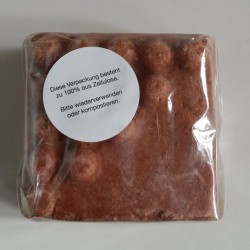 Diese Verpackung besteht
zu 100% aus Zellulose.
Bitte wiederverwenden
oder kompostieren.